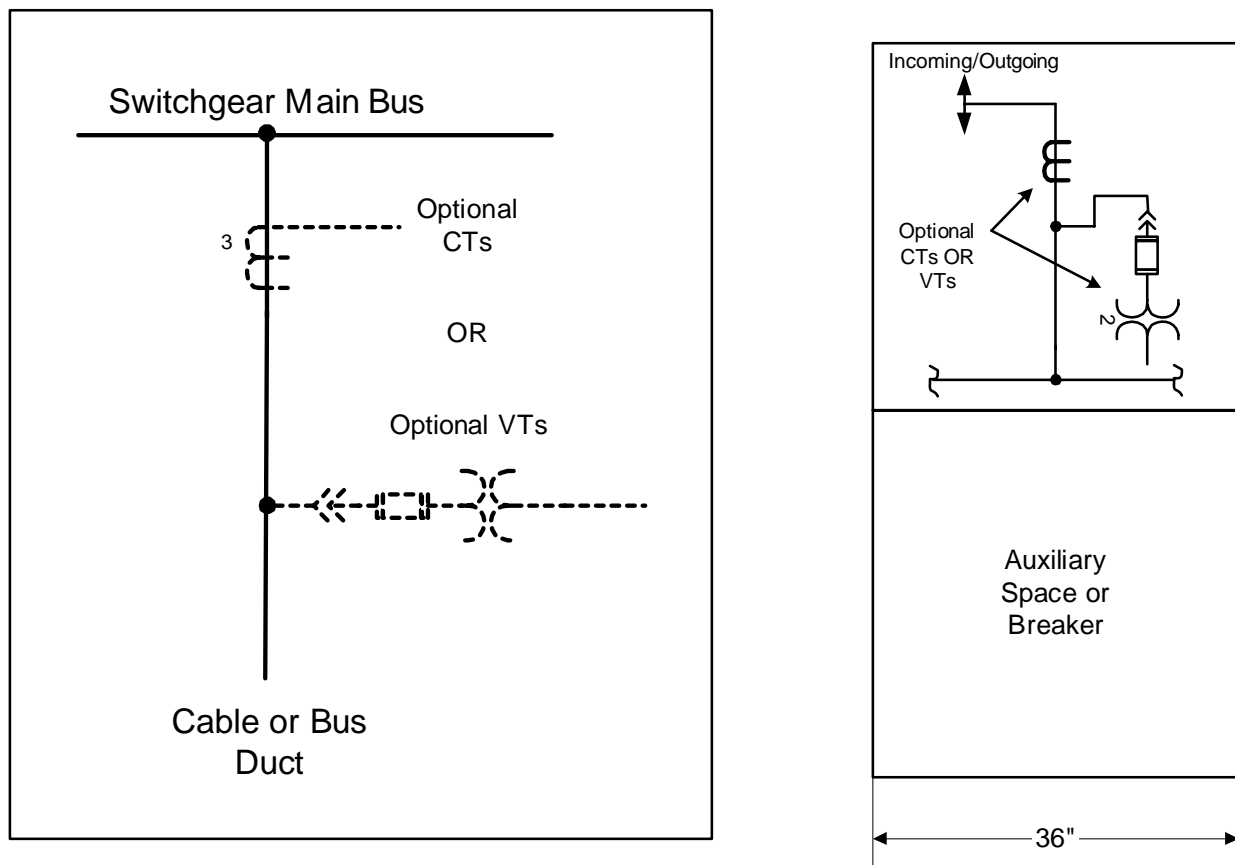 Switchgear Main Bus
Optional
CTs
3
OR
Optional VTs
Cable or Bus
Duct
Incoming/Outgoing
Optional
CTs OR
VTs
2
Auxiliary
Space or
Breaker
36"